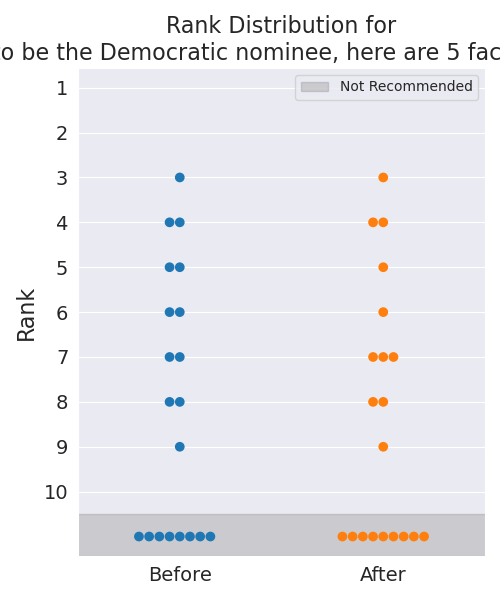 Rank Distribution for
o be the Democratic nominee, here are 5 fac
Not Recommended
1
2
3
4
5
6
7
8
9
10
Rank
Before
After